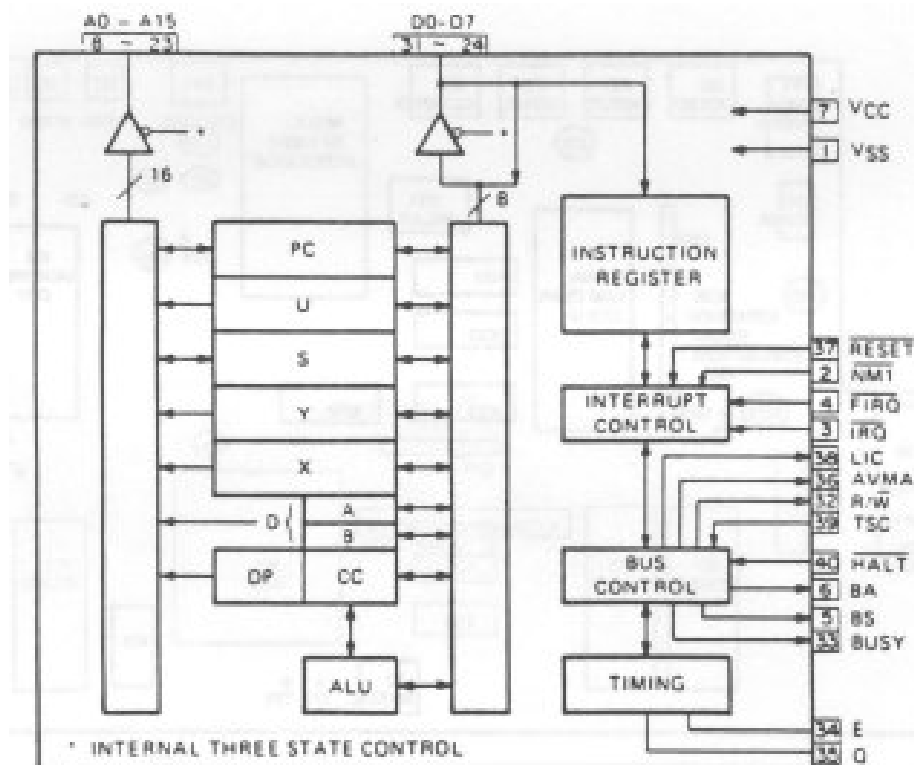 A0 - A15
8 ~ 23
D0-D7
31 ~ 24
*
*
16
8
7 VCC
1 VSS
PC
U
S
Y
X
D
A
B
DP
CC
ALU
INSTRUCTION
REGISTER
INTERRUPT
CONTROL
BUS
CONTROL
TIMING
37 RESET
2 NMI
4 FIRQ
3 IRQ
38 LIC
36 AVMA
32 R/W
39 TSC
40 HALT
6 BA
5 BS
33 BUSY
34 E
35 Q
* INTERNAL THREE STATE CONTROL